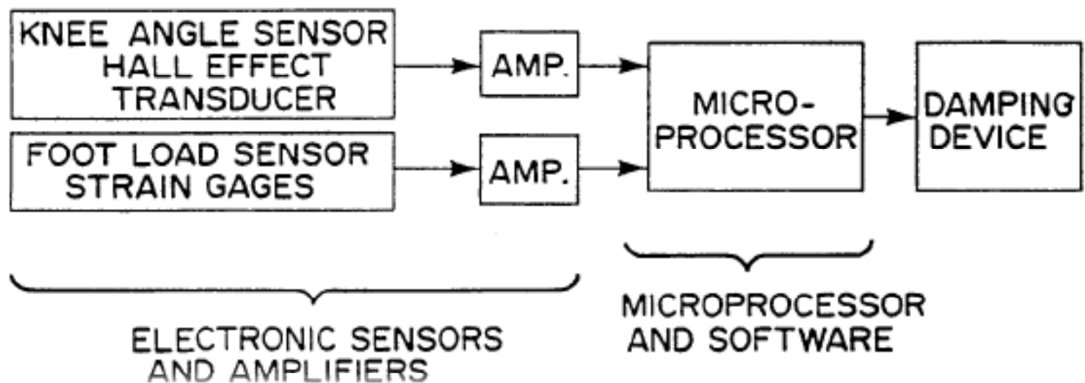 KNEE ANGLE SENSOR
HALL EFFECT
TRANSDUCER
AMP.
FOOT LOAD SENSOR
STRAIN GAGES
AMP.
MICRO-
PROCESSOR
DAMPING
DEVICE
ELECTRONIC SENSORS
AND AMPLIFIERS
MICROPROCESSOR
AND SOFTWARE